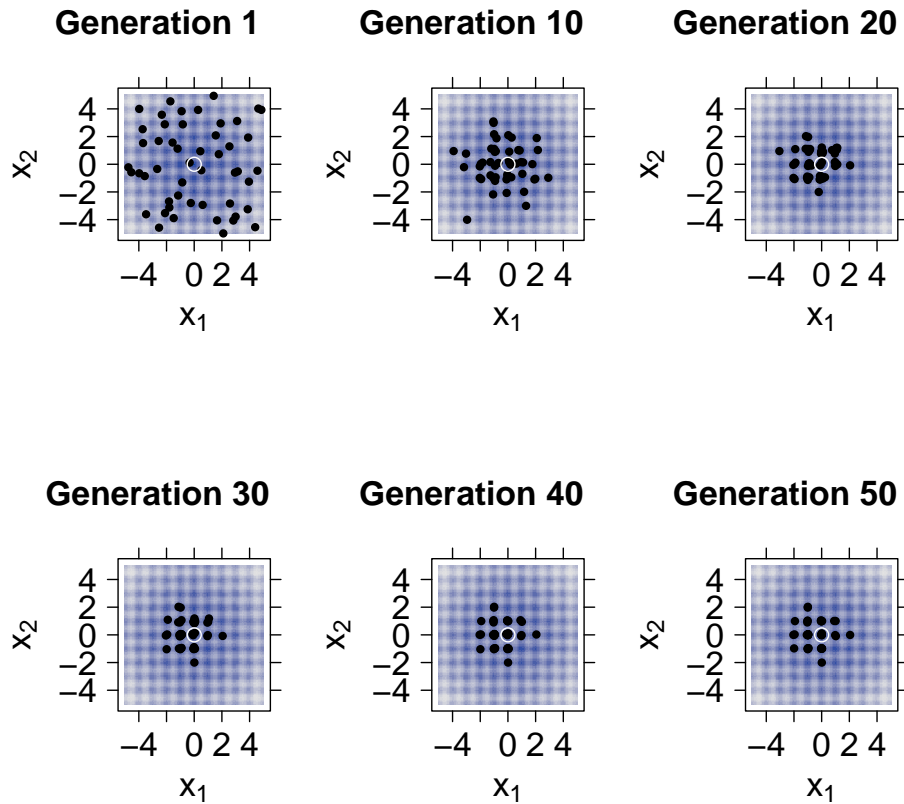 Generation 1
x2
4
2
0
−2
−4
−4 0 2 4
x1
Generation 10
x2
4
2
0
−2
−4
−4 0 2 4
x1
Generation 20
x2
4
2
0
−2
−4
−4 0 2 4
x1
Generation 30
x2
4
2
0
−2
−4
−4 0 2 4
x1
Generation 40
x2
4
2
0
−2
−4
−4 0 2 4
x1
Generation 50
x2
4
2
0
−2
−4
−4 0 2 4
x1